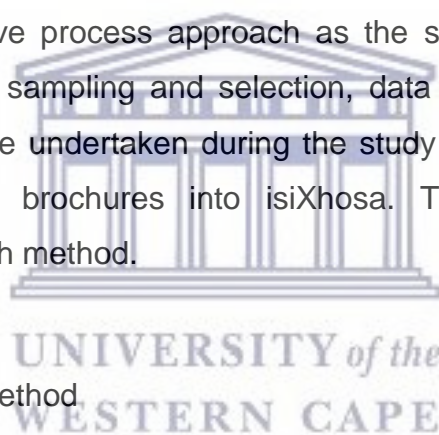 ve process approach as the s
sampling and selection, data
e undertaken during the study
brochures into isiXhosa. T
h method.
UNIVERSITY of the
ethod
WESTERN CAPE